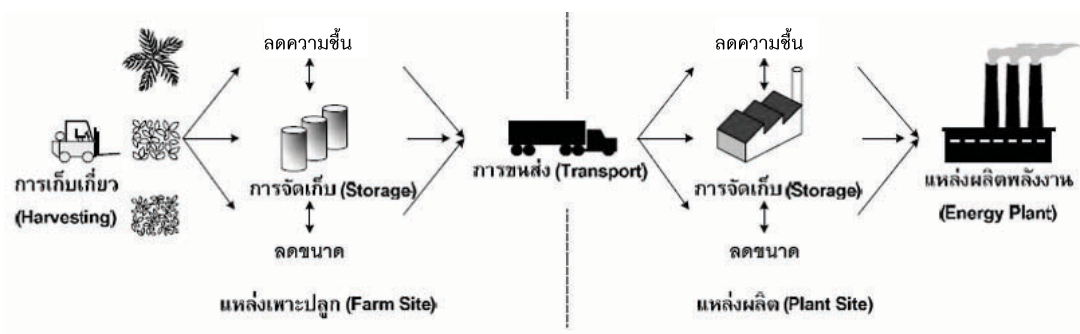 ลดความชื้น
ลดความชื้น
การเก็บเกี่ยว
(Harvesting)
การจัดเก็บ (Storage)
การขนส่ง (Transport)
การจัดเก็บ (Storage)
แหล่งผลิตพลังงาน
(Energy Plant)
ลดขนาด
ลดขนาด
แหล่งเพาะปลูก (Farm Site)
แหล่งผลิต (Plant Site)